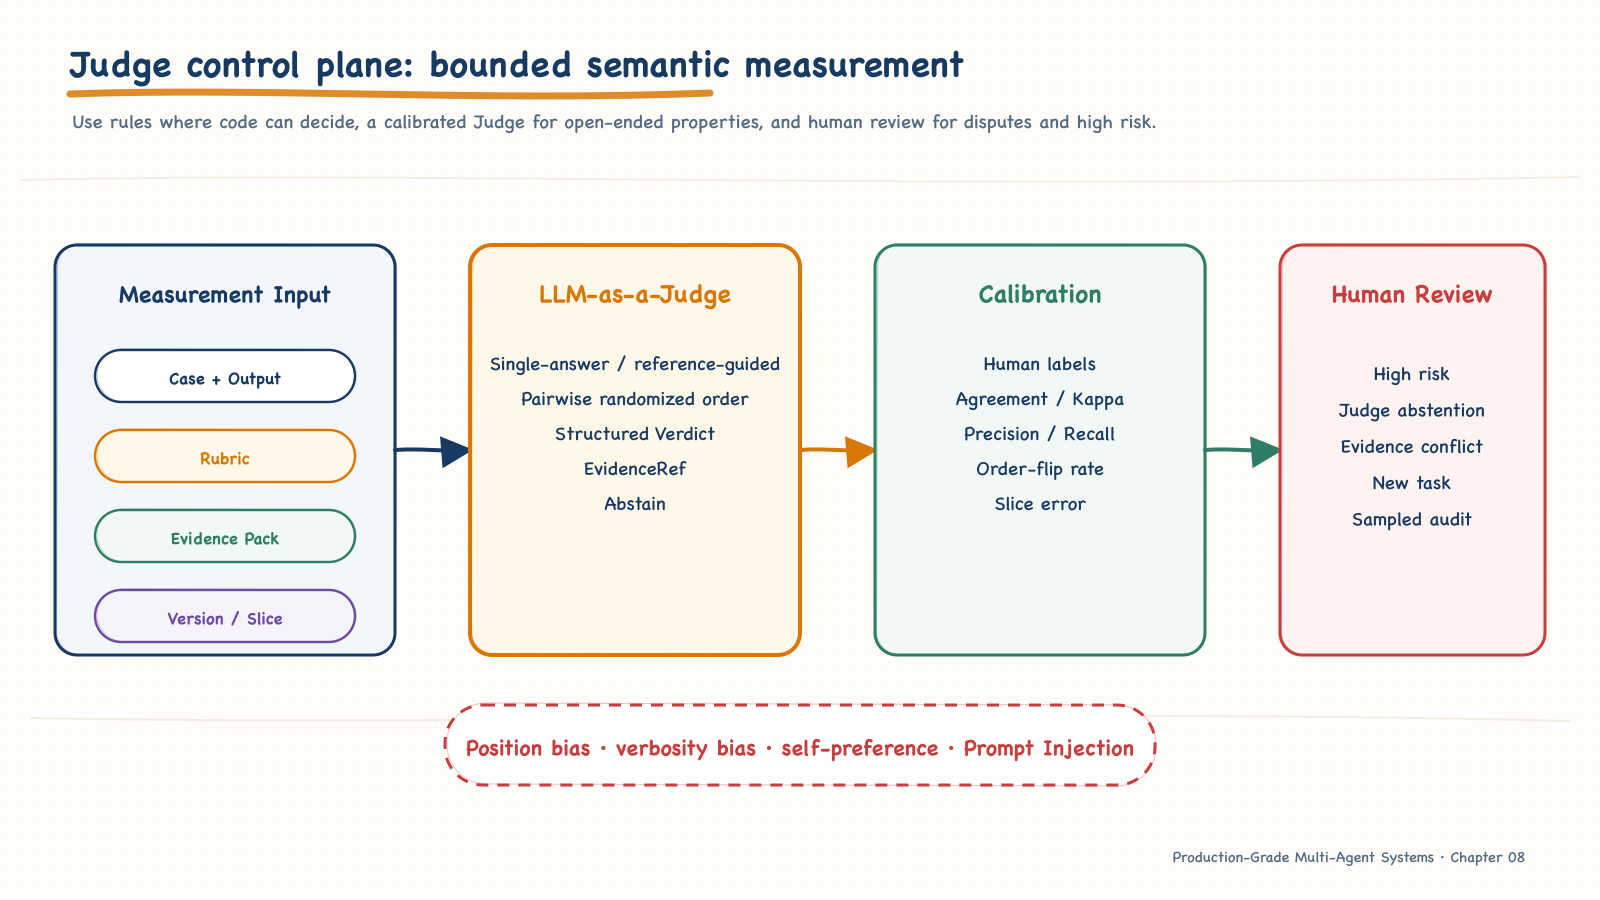 Judge control plane: bounded semantic measurement
Use rules where code can decide, a calibrated Judge for open-ended properties, and human review for disputes and high risk.
Measurement Input
Case + Output
Rubric
Evidence Pack
Version / Slice
LLM-as-a-Judge
Single-answer / reference-guided
Pairwise randomized order
Structured Verdict
EvidenceRef
Abstain
Calibration
Human labels
Agreement / Kappa
Precision / Recall
Order-flip rate
Slice error
Human Review
High risk
Judge abstention
Evidence conflict
New task
Sampled audit
Position bias · verbosity bias · self-preference · Prompt Injection
Production-Grade Multi-Agent Systems · Chapter 08